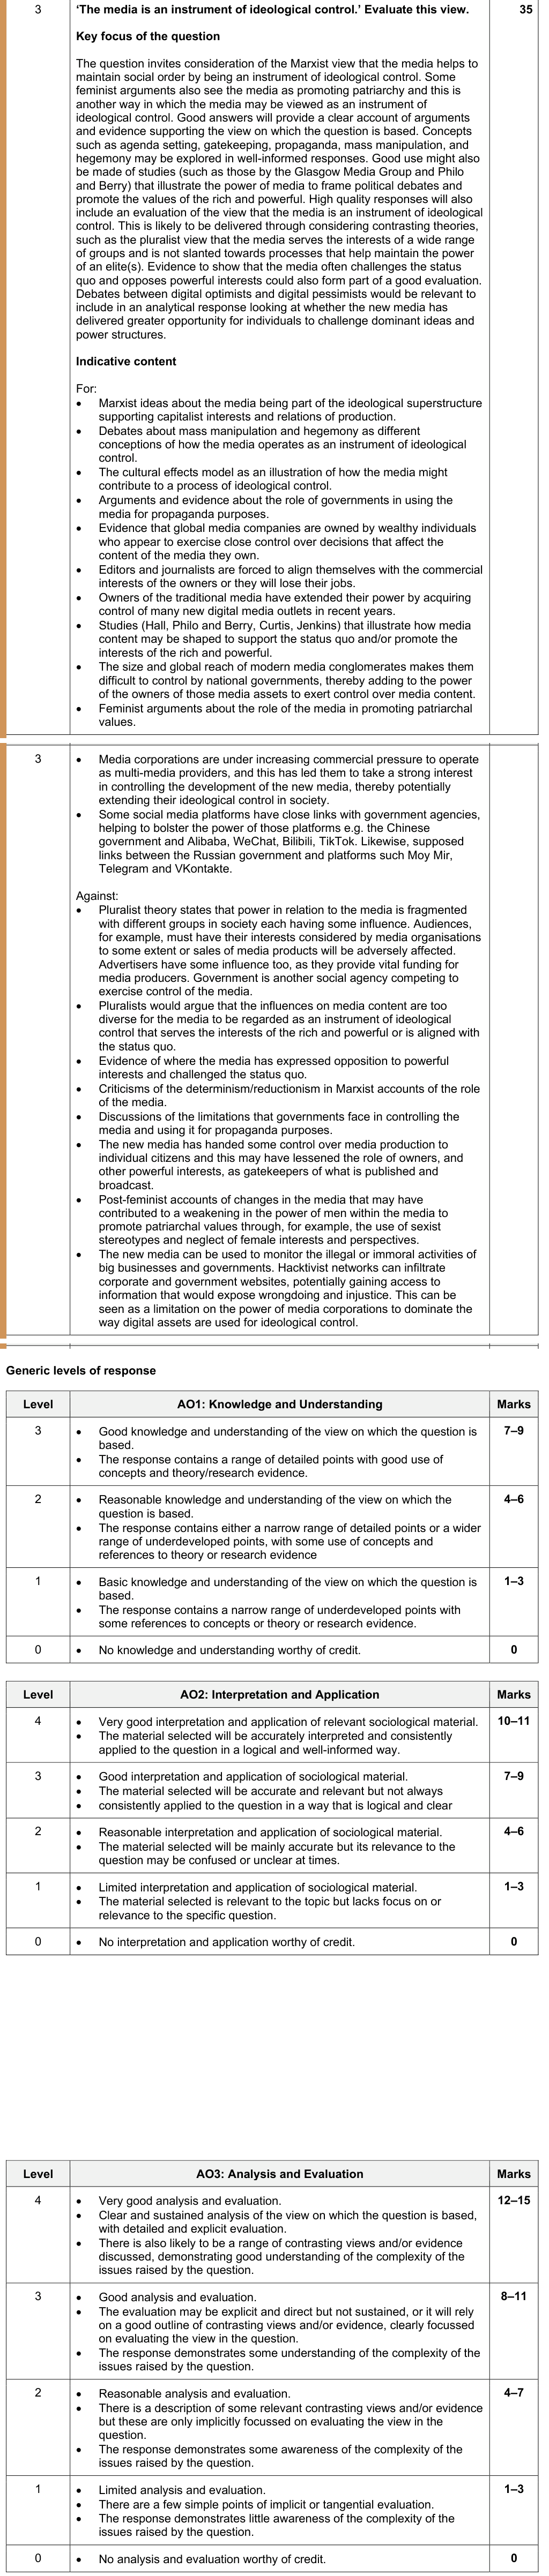 3 ‘The media is an instrument of ideological control.’ Evaluate this view. 35
Key focus of the question
The question invites consideration of the Marxist view that the media helps to
maintain social order by being an instrument of ideological control. Some
feminist arguments also see the media as promoting patriarchy and this is
another way in which the media may be viewed as an instrument of
ideological control. Good answers will provide a clear account of arguments
and evidence supporting the view on which the question is based. Concepts
such as agenda setting, gatekeeping, propaganda, mass manipulation, and
hegemony may be explored in well-informed responses. Good use might also
be made of studies (such as those by the Glasgow Media Group and Philo
and Berry) that illustrate the power of media to frame political debates and
promote the values of the rich and powerful. High quality responses will also
include an evaluation of the view that the media is an instrument of ideological
control. This is likely to be delivered through considering contrasting theories,
such as the pluralist view that the media serves the interests of a wide range
of groups and is not slanted towards processes that help maintain the power
of an elite(s). Evidence to show that the media often challenges the status
quo and opposes powerful interests could also form part of a good evaluation.
Debates between digital optimists and digital pessimists would be relevant to
include in an analytical response looking at whether the new media has
delivered greater opportunity for individuals to challenge dominant ideas and
power structures.
Indicative content
For:
• Marxist ideas about the media being part of the ideological superstructure
supporting capitalist interests and relations of production.
• Debates about mass manipulation and hegemony as different
conceptions of how the media operates as an instrument of ideological
control.
• The cultural effects model as an illustration of how the media might
contribute to a process of ideological control.
• Arguments and evidence about the role of governments in using the
media for propaganda purposes.
• Evidence that global media companies are owned by wealthy individuals
who appear to exercise close control over decisions that affect the
content of the media they own.
• Editors and journalists are forced to align themselves with the commercial
interests of the owners or they will lose their jobs.
• Owners of the traditional media have extended their power by acquiring
control of many new digital media outlets in recent years.
• Studies (Hall, Philo and Berry, Curtis, Jenkins) that illustrate how media
content may be shaped to support the status quo and/or promote the
interests of the rich and powerful.
• The size and global reach of modern media conglomerates makes them
difficult to control by national governments, thereby adding to the power
of the owners of those media assets to exert control over media content.
• Feminist arguments about the role of the media in promoting patriarchal
values.
3 • Media corporations are under increasing commercial pressure to operate
as multi-media providers, and this has led them to take a strong interest
in controlling the development of the new media, thereby potentially
extending their ideological control in society.
• Some social media platforms have close links with government agencies,
helping to bolster the power of those platforms e.g. the Chinese
government and Alibaba, WeChat, Bilibili, TikTok. Likewise, supposed
links between the Russian government and platforms such Moy Mir,
Telegram and VKontakte.
Against:
• Pluralist theory states that power in relation to the media is fragmented
with different groups in society each having some influence. Audiences,
for example, must have their interests considered by media organisations
to some extent or sales of media products will be adversely affected.
Advertisers have some influence too, as they provide vital funding for
media producers. Government is another social agency competing to
exercise control of the media.
• Pluralists would argue that the influences on media content are too
diverse for the media to be regarded as an instrument of ideological
control that serves the interests of the rich and powerful or is aligned with
the status quo.
• Evidence of where the media has expressed opposition to powerful
interests and challenged the status quo.
• Criticisms of the determinism/reductionism in Marxist accounts of the role
of the media.
• Discussions of the limitations that governments face in controlling the
media and using it for propaganda purposes.
• The new media has handed some control over media production to
individual citizens and this may have lessened the role of owners, and
other powerful interests, as gatekeepers of what is published and
broadcast.
• Post-feminist accounts of changes in the media that may have
contributed to a weakening in the power of men within the media to
promote patriarchal values through, for example, the use of sexist
stereotypes and neglect of female interests and perspectives.
• The new media can be used to monitor the illegal or immoral activities of
big businesses and governments. Hacktivist networks can infiltrate
corporate and government websites, potentially gaining access to
information that would expose wrongdoing and injustice. This can be
seen as a limitation on the power of media corporations to dominate the
way digital assets are used for ideological control.
Generic levels of response
Level AO1: Knowledge and Understanding Marks
3 • Good knowledge and understanding of the view on which the question is 7–9
based.
• The response contains a range of detailed points with good use of
concepts and theory/research evidence.
2 • Reasonable knowledge and understanding of the view on which the 4–6
question is based.
• The response contains either a narrow range of detailed points or a wider
range of underdeveloped points, with some use of concepts and
references to theory or research evidence
1 • Basic knowledge and understanding of the view on which the question is 1–3
based.
• The response contains a narrow range of underdeveloped points with
some references to concepts or theory or research evidence.
0 • No knowledge and understanding worthy of credit. 0
Level AO2: Interpretation and Application Marks
4 • Very good interpretation and application of relevant sociological material. 10–11
• The material selected will be accurately interpreted and consistently
applied to the question in a logical and well-informed way.
3 • Good interpretation and application of sociological material. 7–9
• The material selected will be accurate and relevant but not always
• consistently applied to the question in a way that is logical and clear
2 • Reasonable interpretation and application of sociological material. 4–6
• The material selected will be mainly accurate but its relevance to the
question may be confused or unclear at times.
1 • Limited interpretation and application of sociological material. 1–3
• The material selected is relevant to the topic but lacks focus on or
relevance to the specific question.
0 • No interpretation and application worthy of credit. 0
Level AO3: Analysis and Evaluation Marks
4 • Very good analysis and evaluation. 12–15
• Clear and sustained analysis of the view on which the question is based,
with detailed and explicit evaluation.
• There is also likely to be a range of contrasting views and/or evidence
discussed, demonstrating good understanding of the complexity of the
issues raised by the question.
3 • Good analysis and evaluation. 8–11
• The evaluation may be explicit and direct but not sustained, or it will rely
on a good outline of contrasting views and/or evidence, clearly focussed
on evaluating the view in the question.
• The response demonstrates some understanding of the complexity of the
issues raised by the question.
2 • Reasonable analysis and evaluation. 4–7
• There is a description of some relevant contrasting views and/or evidence
but these are only implicitly focussed on evaluating the view in the
question.
• The response demonstrates some awareness of the complexity of the
issues raised by the question.
1 • Limited analysis and evaluation. 1–3
• There are a few simple points of implicit or tangential evaluation.
• The response demonstrates little awareness of the complexity of the
issues raised by the question.
0 • No analysis and evaluation worthy of credit. 0